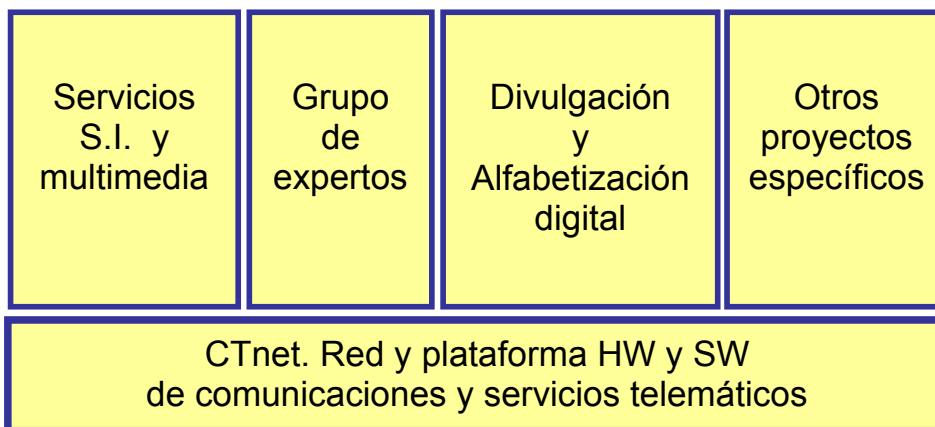 Servicios
S.I. y
multimedia
Grupo
de
expertos
Divulgación
y
Alfabetización
digital
Otros
proyectos
específicos
CTnet. Red y plataforma HW y SW
de comunicaciones y servicios telemáticos